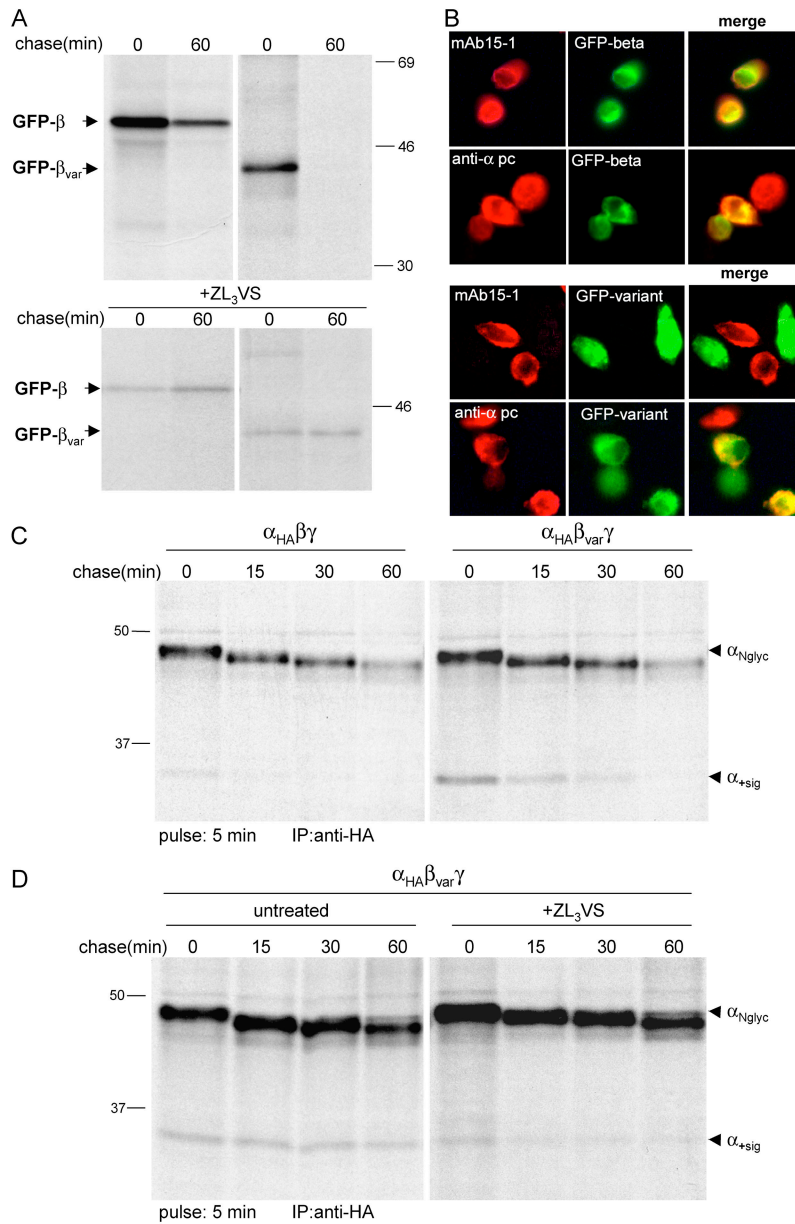 A
chase(min) 0 60 0 60
69
GFP-β
46
GFP-βvar
30
+ZL3VS
chase(min) 0 60 0 60
GFP-β
46
GFP-βvar
B
merge
mAb15-1 GFP-beta
anti-α pc GFP-beta
merge
mAb15-1 GFP-variant
anti-α pc GFP-variant
C
αHAβγ αHAβvarγ
chase(min) 0 15 30 60 0 15 30 60
50
αNglyc
37
α+sig
pulse: 5 min IP:anti-HA
D
αHAβvarγ
untreated +ZL3VS
chase(min) 0 15 30 60 0 15 30 60
50
αNglyc
37
α+sig
pulse: 5 min IP:anti-HA